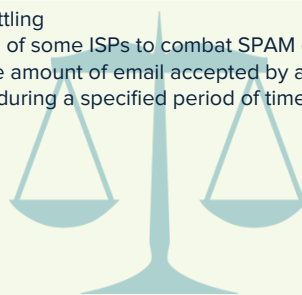 ttling
of some ISPs to combat SPAM
e amount of email accepted by a
during a specified period of time